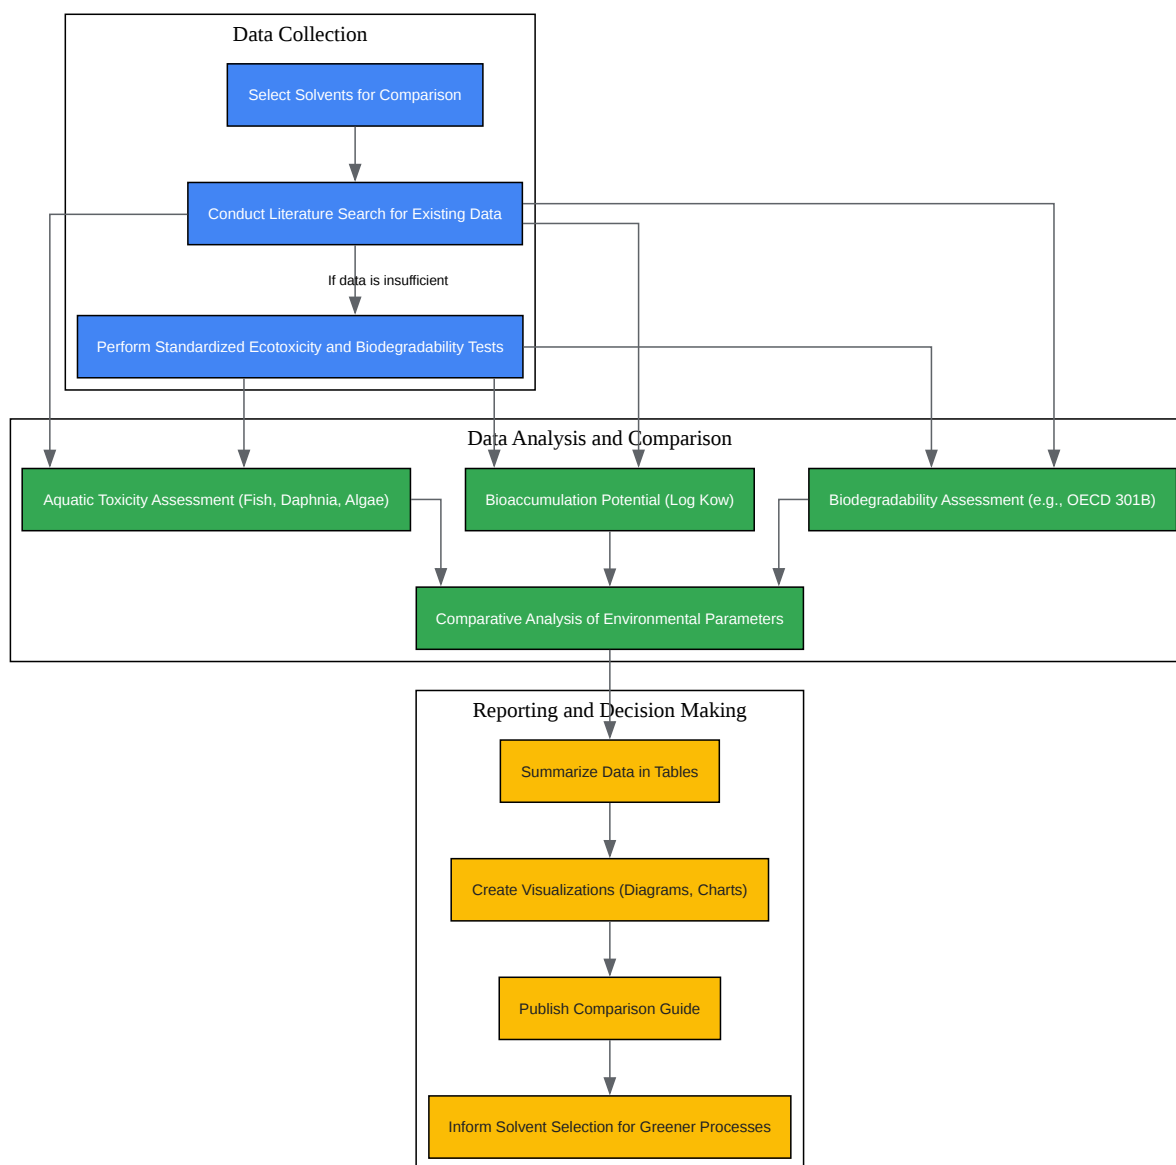 Data Collection
Select Solvents for Comparison
Conduct Literature Search for Existing Data
If data is insufficient
Perform Standardized Ecotoxicity and Biodegradability Tests
Data Analysis and Comparison
Aquatic Toxicity Assessment (Fish, Daphnia, Algae)
Bioaccumulation Potential (Log Kow)
Biodegradability Assessment (e.g., OECD 301B)
Comparative Analysis of Environmental Parameters
Reporting and Decision Making
Summarize Data in Tables
Create Visualizations (Diagrams, Charts)
Publish Comparison Guide
Inform Solvent Selection for Greener Processes